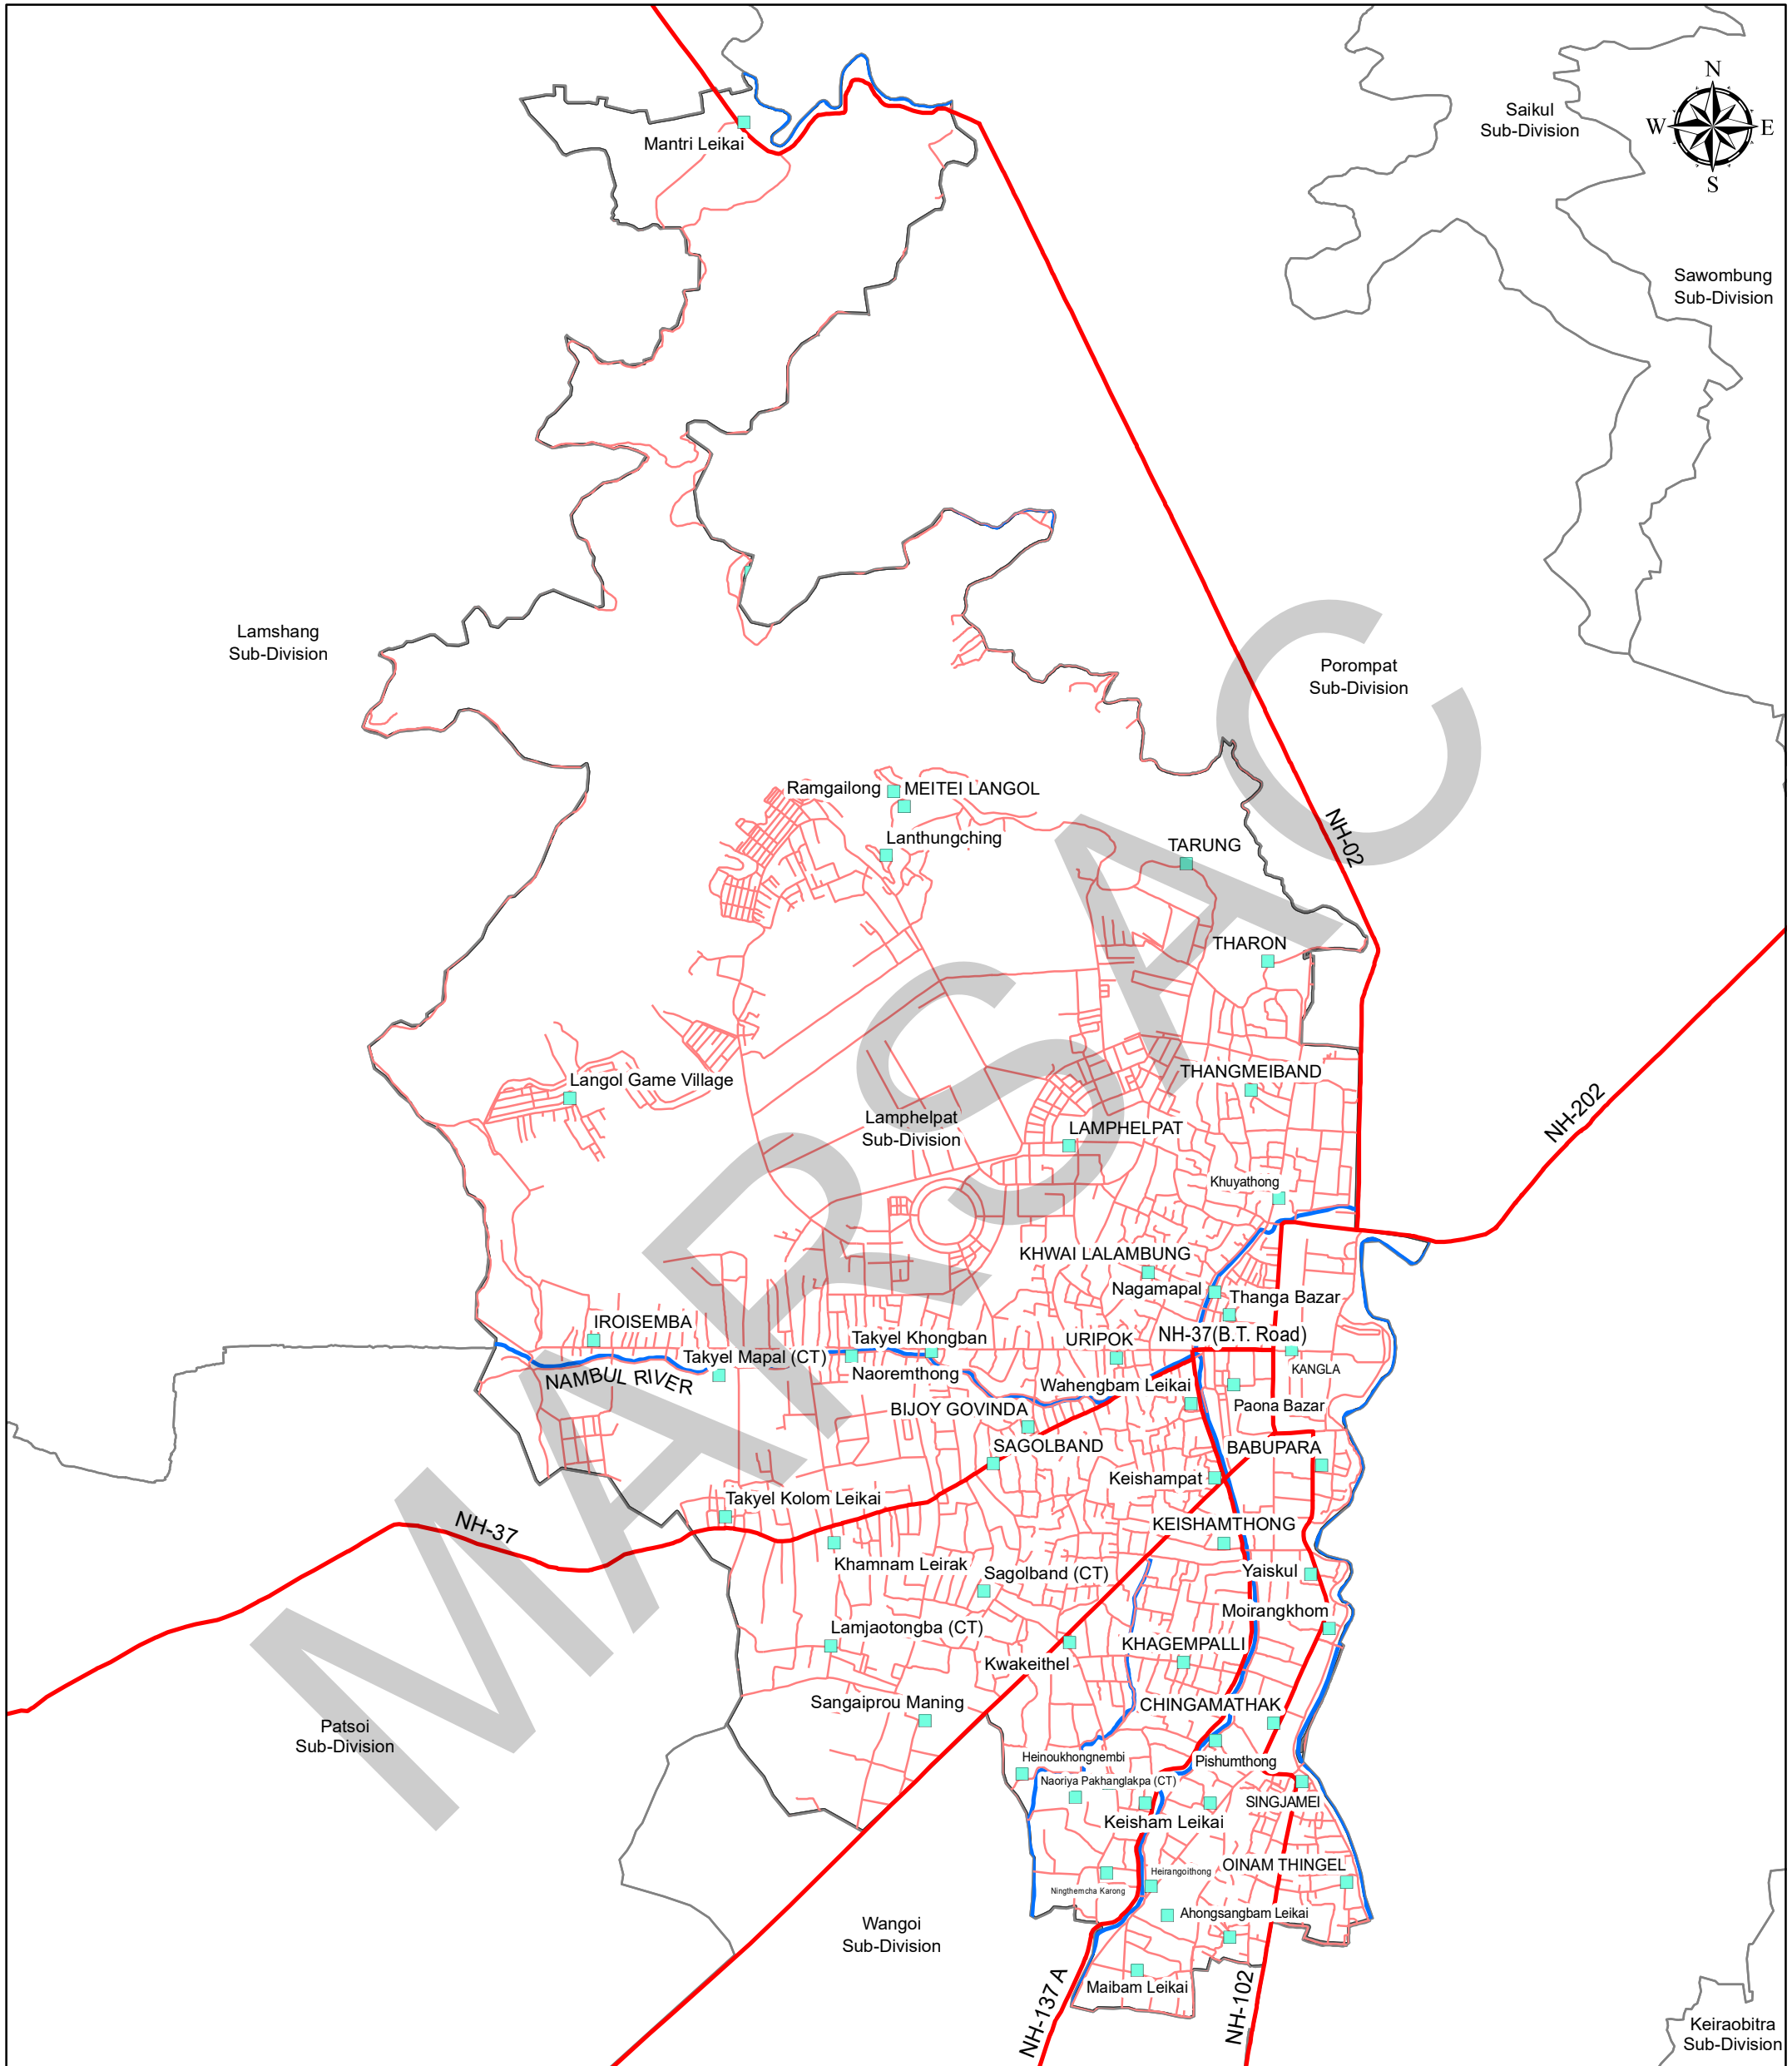 N
W
E
S
Saikul
Sub-Division
Mantri Leikai
Sawombung
Sub-Division
Lamshang
Sub-Division
Porompat
Sub-Division
Ramgailong
MEITEI LANGOL
NH-02
Lanthungching
TARUNG
THARON
Langol Game Village
THANGMEIBAND
NH-202
Lamphelpat
Sub-Division
LAMPHELPAT
Khuyathong
KHWAI LALAMBUNG
Nagamapal
Thanga Bazar
IROISEMBA
Takyel Khongban
URIPOK
NH-37(B.T. Road)
Takyel Mapal (CT)
KANGLA
NAMBUL RIVER
Naoremthong
Wahengbam Leikai
Paona Bazar
BIJOY GOVINDA
SAGOLBAND
BABUPARA
Keishampat
Takyel Kolom Leikai
NH-37
KEISHAMTHONG
Khamnam Leirak
Sagolband (CT)
Yaiskul
Moirangkhom
Lamjaotongba (CT)
KHAGEMPALLI
Kwakeithel
Sangaiprou Maning
CHINGAMATHAK
Patsoi
Sub-Division
Heinoukhongnembi
Pishumthong
Naoriya Pakhanglakpa (CT)
SINGJAMEI
Keisham Leikai
OINAM THINGEL
Heirangoithong
Ningthemcha Karong
Ahongsangbam Leikai
Wangoi
Sub-Division
Maibam Leikai
NH-137 A
NH-102
Keiraobitra
Sub-Division
MARSAC